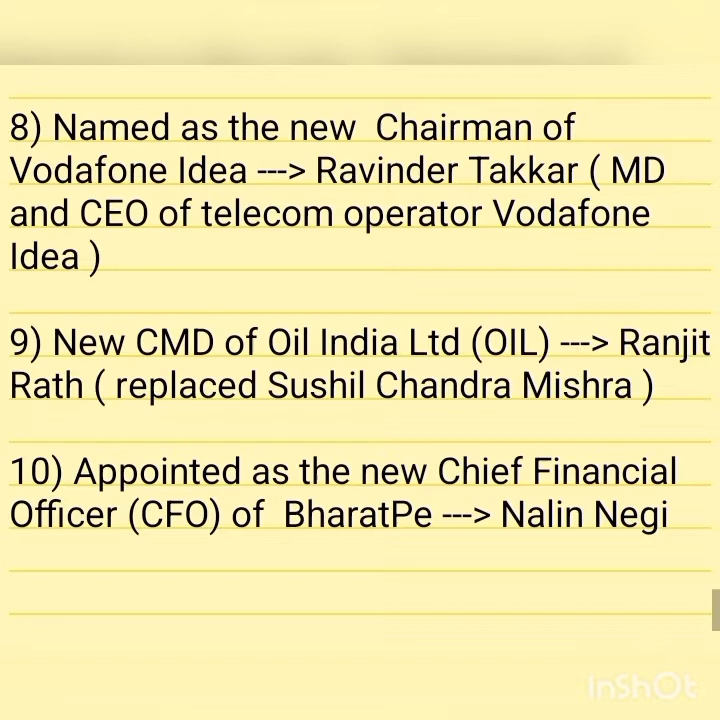 8) Named as the new  Chairman of
Vodafone Idea ---> Ravinder Takkar ( MD
and CEO of telecom operator Vodafone
Idea )
9) New CMD of Oil India Ltd (OIL) ---> Ranjit
Rath ( replaced Sushil Chandra Mishra )
10) Appointed as the new Chief Financial
Officer (CFO) of  BharatPe ---> Nalin Negi
InShOt